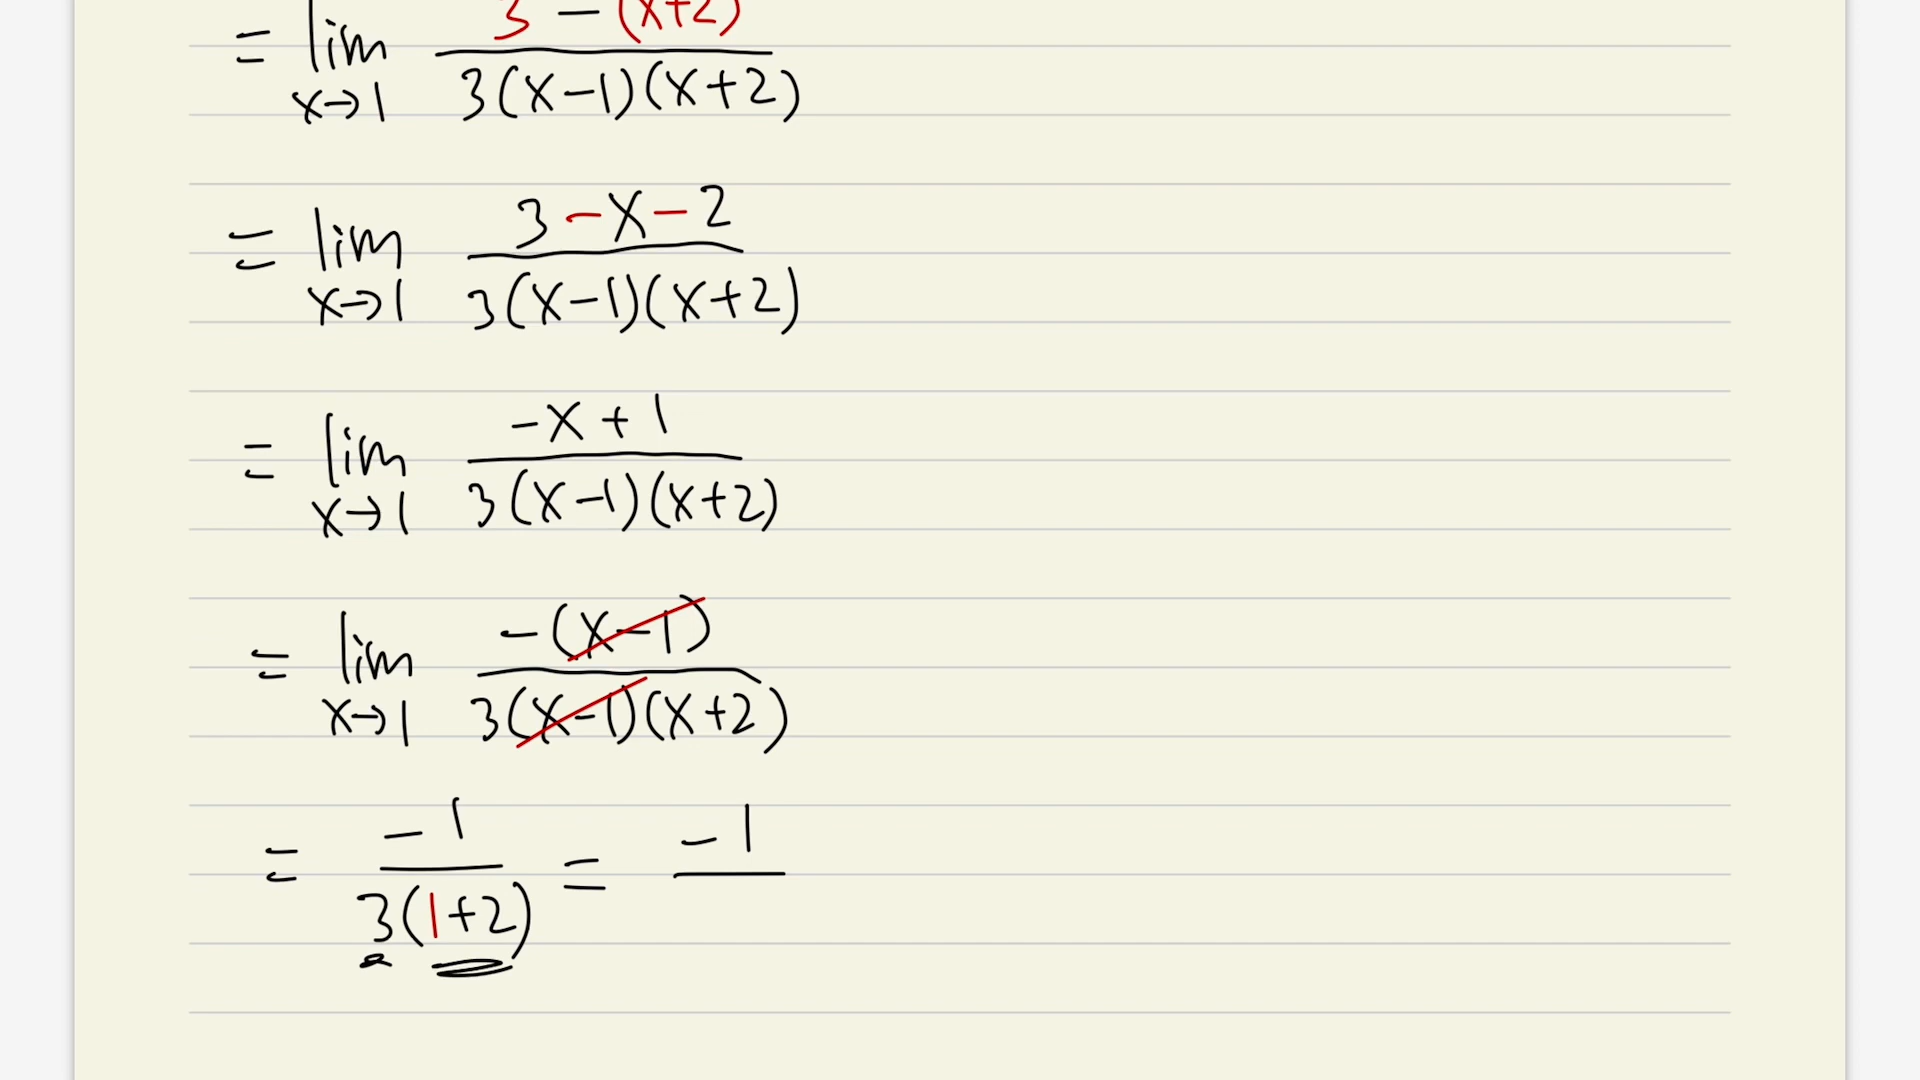 = lim x→1 3 - (x+2) / 3(x-1)(x+2)
= lim x→1 3 - x - 2 / 3(x-1)(x+2)
= lim x→1 -x + 1 / 3(x-1)(x+2)
= lim x→1 -(x-1) / 3(x-1)(x+2)
= -1 / 3(1+2) = -1 /